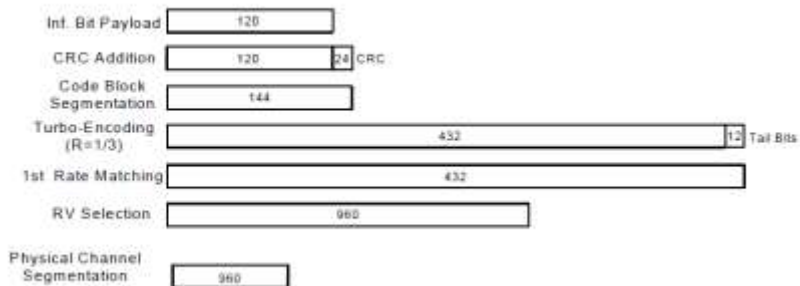 Inf. Bit Payload 120
CRC Addition 120 24 CRC
Code Block
Segmentation 144
Turbo-Encoding
(R=1/3) 432 12 Tail Bits
1st Rate Matching 432
RV Selection 960
Physical Channel
Segmentation 960